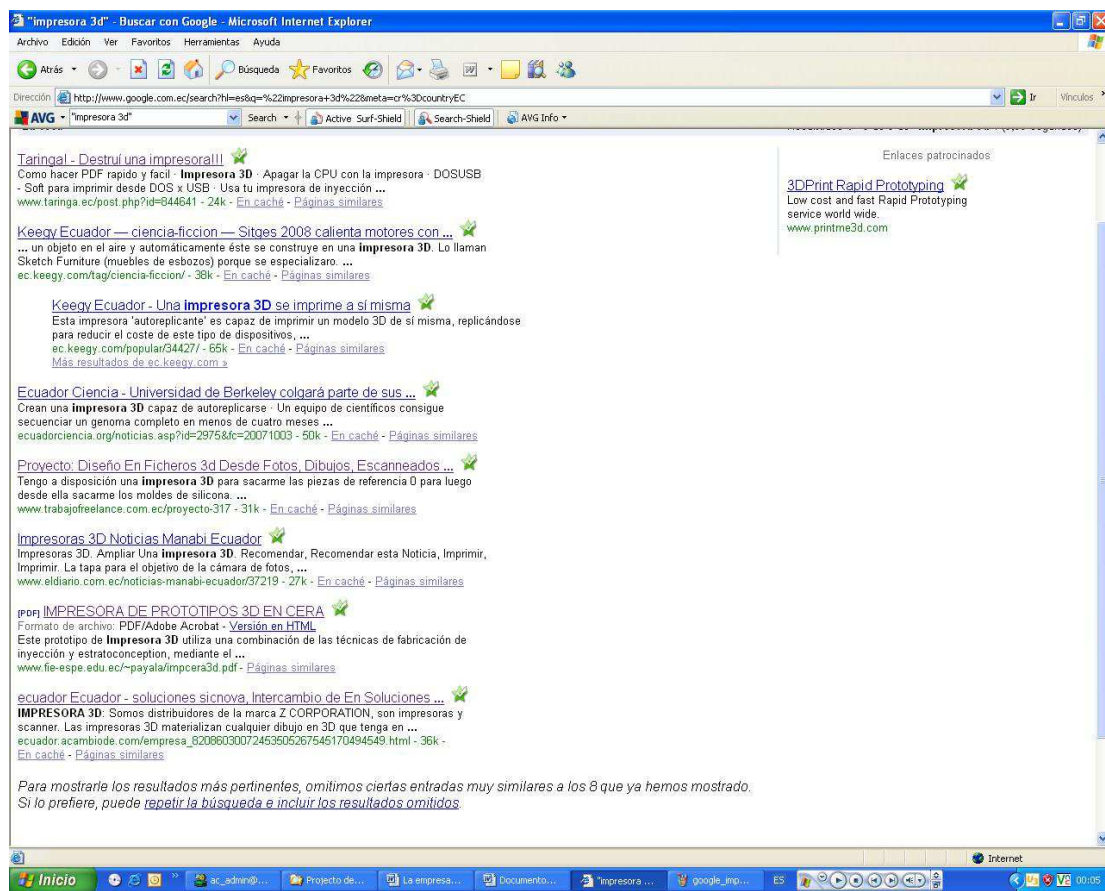 "impresora 3d" - Buscar con Google - Microsoft Internet Explorer
Archivo Edición Ver Favoritos Herramientas Ayuda
Atrás Búsqueda Favoritos
Dirección http://www.google.com.ec/search?hl=es&q=%22impresora+3d%22&meta=cr%3DcountryEC Ir Vínculos »
AVG "impresora 3d" Search Active Surf-Shield Search-Shield AVG Info
Enlaces patrocinados
3DPrint Rapid Prototyping
Low cost and fast Rapid Prototyping
service world wide.
www.printme3d.com
Taringa! - Destruí una impresora!!!
Como hacer PDF rapido y facil · Impresora 3D · Apagar la CPU con la impresora · DOSUSB
- Soft para imprimir desde DOS x USB · Usa tu impresora de inyección ...
www.taringa.ec/post.php?id=844641 - 24k - En caché - Páginas similares
Keegy Ecuador — ciencia-ficcion — Sitges 2008 calienta motores con ...
... un objeto en el aire y automáticamente éste se construye en una impresora 3D. Lo llaman
Sketch Furniture (muebles de esbozos) porque se especializaro. ...
ec.keegy.com/tag/ciencia-ficcion/ - 38k - En caché - Páginas similares
Keegy Ecuador - Una impresora 3D se imprime a sí misma
Esta impresora 'autoreplicante' es capaz de imprimir un modelo 3D de sí misma, replicándose
para reducir el coste de este tipo de dispositivos, ...
ec.keegy.com/popular/34427/ - 65k - En caché - Páginas similares
Más resultados de ec.keegy.com »
Ecuador Ciencia - Universidad de Berkeley colgará parte de sus ...
Crean una impresora 3D capaz de autoreplicarse · Un equipo de científicos consigue
secuenciar un genoma completo en menos de cuatro meses ...
ecuadorciencia.org/noticias.asp?id=2975&fc=20071003 - 50k - En caché - Páginas similares
Proyecto: Diseño En Ficheros 3d Desde Fotos, Dibujos, Escanneados ...
Tengo a disposición una impresora 3D para sacarme las piezas de referencia 0 para luego
desde ella sacarme los moldes de silicona. ...
www.trabajofreelance.com.ec/proyecto-317 - 31k - En caché - Páginas similares
Impresoras 3D Noticias Manabi Ecuador
Impresoras 3D. Ampliar Una impresora 3D. Recomendar, Recomendar esta Noticia, Imprimir,
Imprimir. La tapa para el objetivo de la cámara de fotos, ...
www.eldiario.com.ec/noticias-manabi-ecuador/37219 - 27k - En caché - Páginas similares
[PDF] IMPRESORA DE PROTOTIPOS 3D EN CERA
Formato de archivo: PDF/Adobe Acrobat - Versión en HTML
Este prototipo de Impresora 3D utiliza una combinación de las técnicas de fabricación de
inyección y estratoconception, mediante el ...
www.fie-espe.edu.ec/~payala/impcera3d.pdf - Páginas similares
ecuador Ecuador - soluciones sicnova, Intercambio de En Soluciones ...
IMPRESORA 3D: Somos distribuidores de la marca Z CORPORATION, son impresoras y
scanner. Las impresoras 3D materializan cualquier dibujo en 3D que tenga en ...
ecuador.acambiode.com/empresa_82086030072453505267545170494549.html - 36k -
En caché - Páginas similares
Para mostrarle los resultados más pertinentes, omitimos ciertas entradas muy similares a los 8 que ya hemos mostrado.
Si lo prefiere, puede repetir la búsqueda e incluir los resultados omitidos.
Internet
Inicio ac_admin@... Projecto de... La empresa... Documento... "impresora ... google_imp... ES 00:05